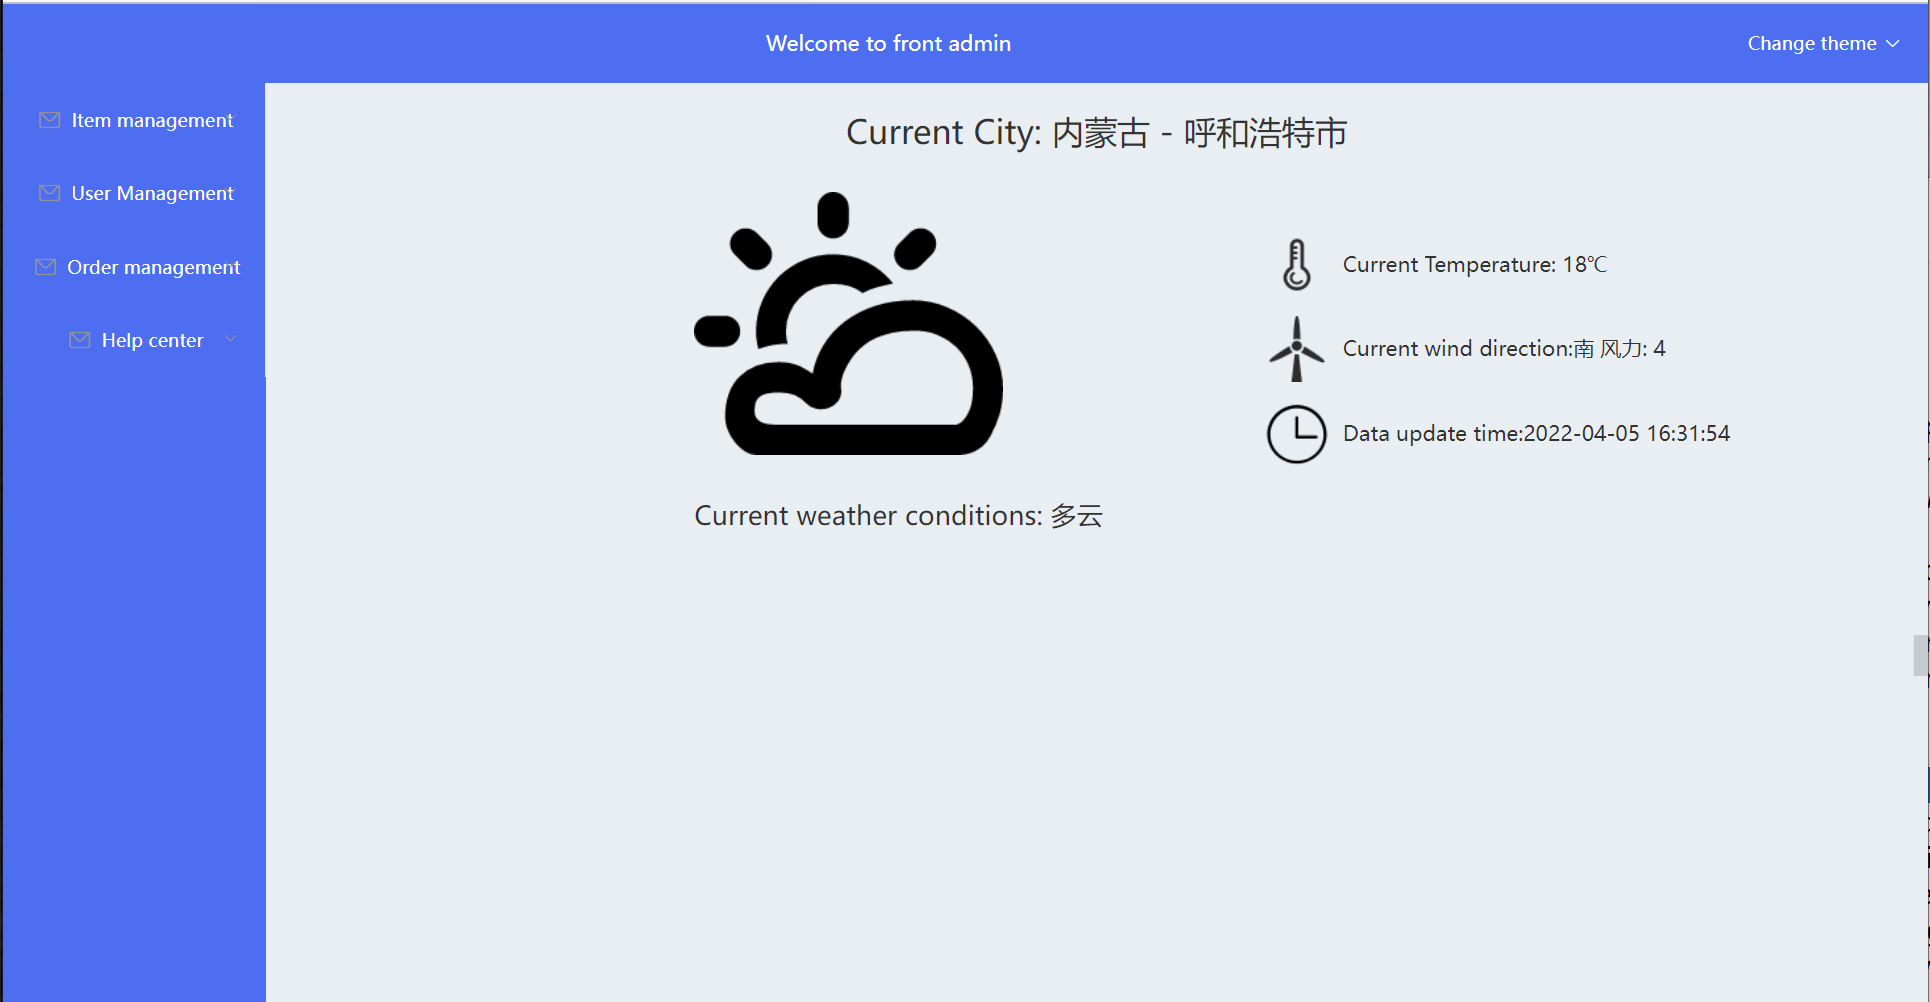 Welcome to front admin
Change theme
Item management
User Management
Order management
Help center
Current City: 内蒙古 - 呼和浩特市
Current weather conditions: 多云
Current Temperature: 18℃
Current wind direction:南 风力: 4
Data update time:2022-04-05 16:31:54